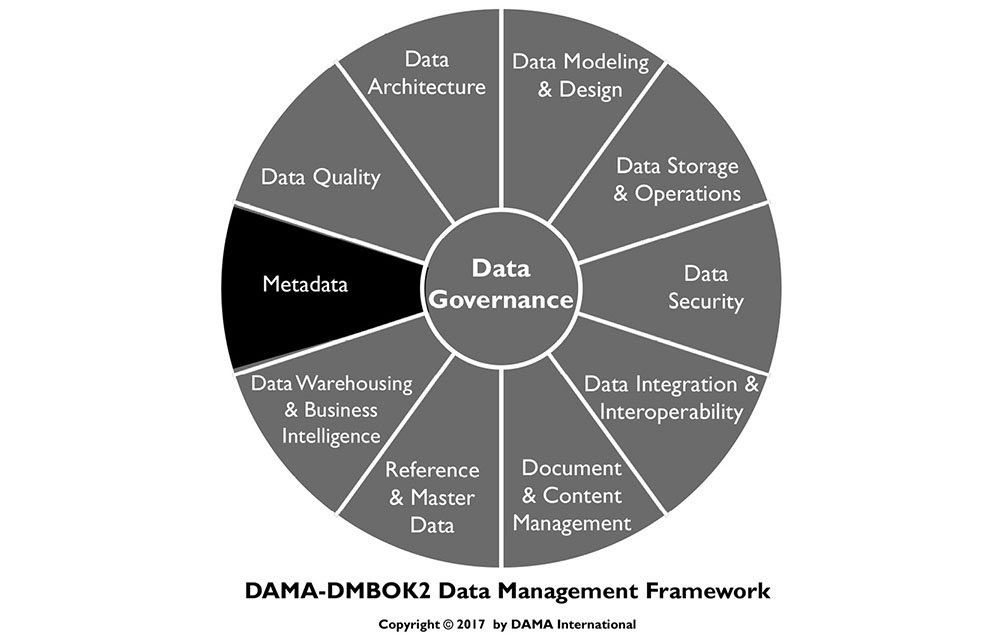 Data
Architecture
Data Modeling
& Design
Data Storage
& Operations
Data
Security
Data Integration &
Interoperability
Document
& Content
Management
Reference
& Master
Data
Data Warehousing
& Business
Intelligence
Metadata
Data Quality
Data
Governance
DAMA-DMBOK2 Data Management Framework
Copyright © 2017 by DAMA International